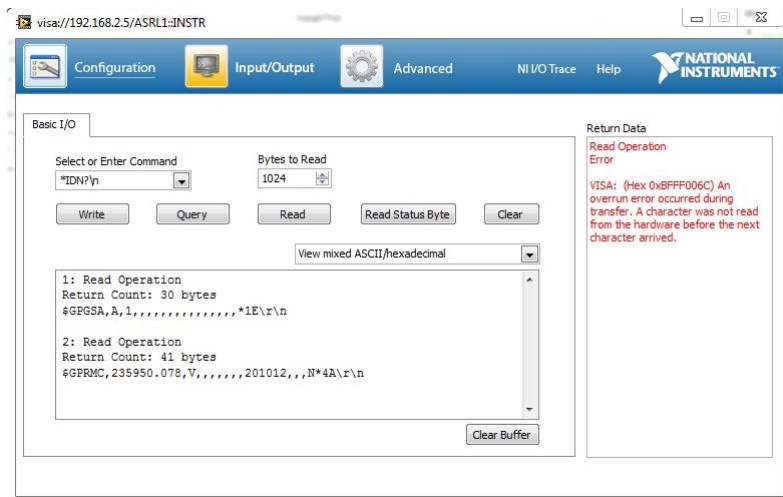 visa://192.168.2.5/ASRL1::INSTR
Configuration
Input/Output
Advanced
NI I/O Trace
Help
NATIONAL
INSTRUMENTS
Basic I/O
Select or Enter Command
Bytes to Read
*IDN?\n
1024
Write
Query
Read
Read Status Byte
Clear
View mixed ASCII/hexadecimal
1: Read Operation
Return Count: 30 bytes
$GPGSA,A,1,,,,,,,,,,,,,,,*1E\r\n
2: Read Operation
Return Count: 41 bytes
$GPRMC,235950.078,V,,,,,,,201012,,,N*4A\r\n
Clear Buffer
Return Data
Read Operation
Error
VISA: (Hex 0xBFFF006C) An
overrun error occurred during
transfer. A character was not read
from the hardware before the next
character arrived.